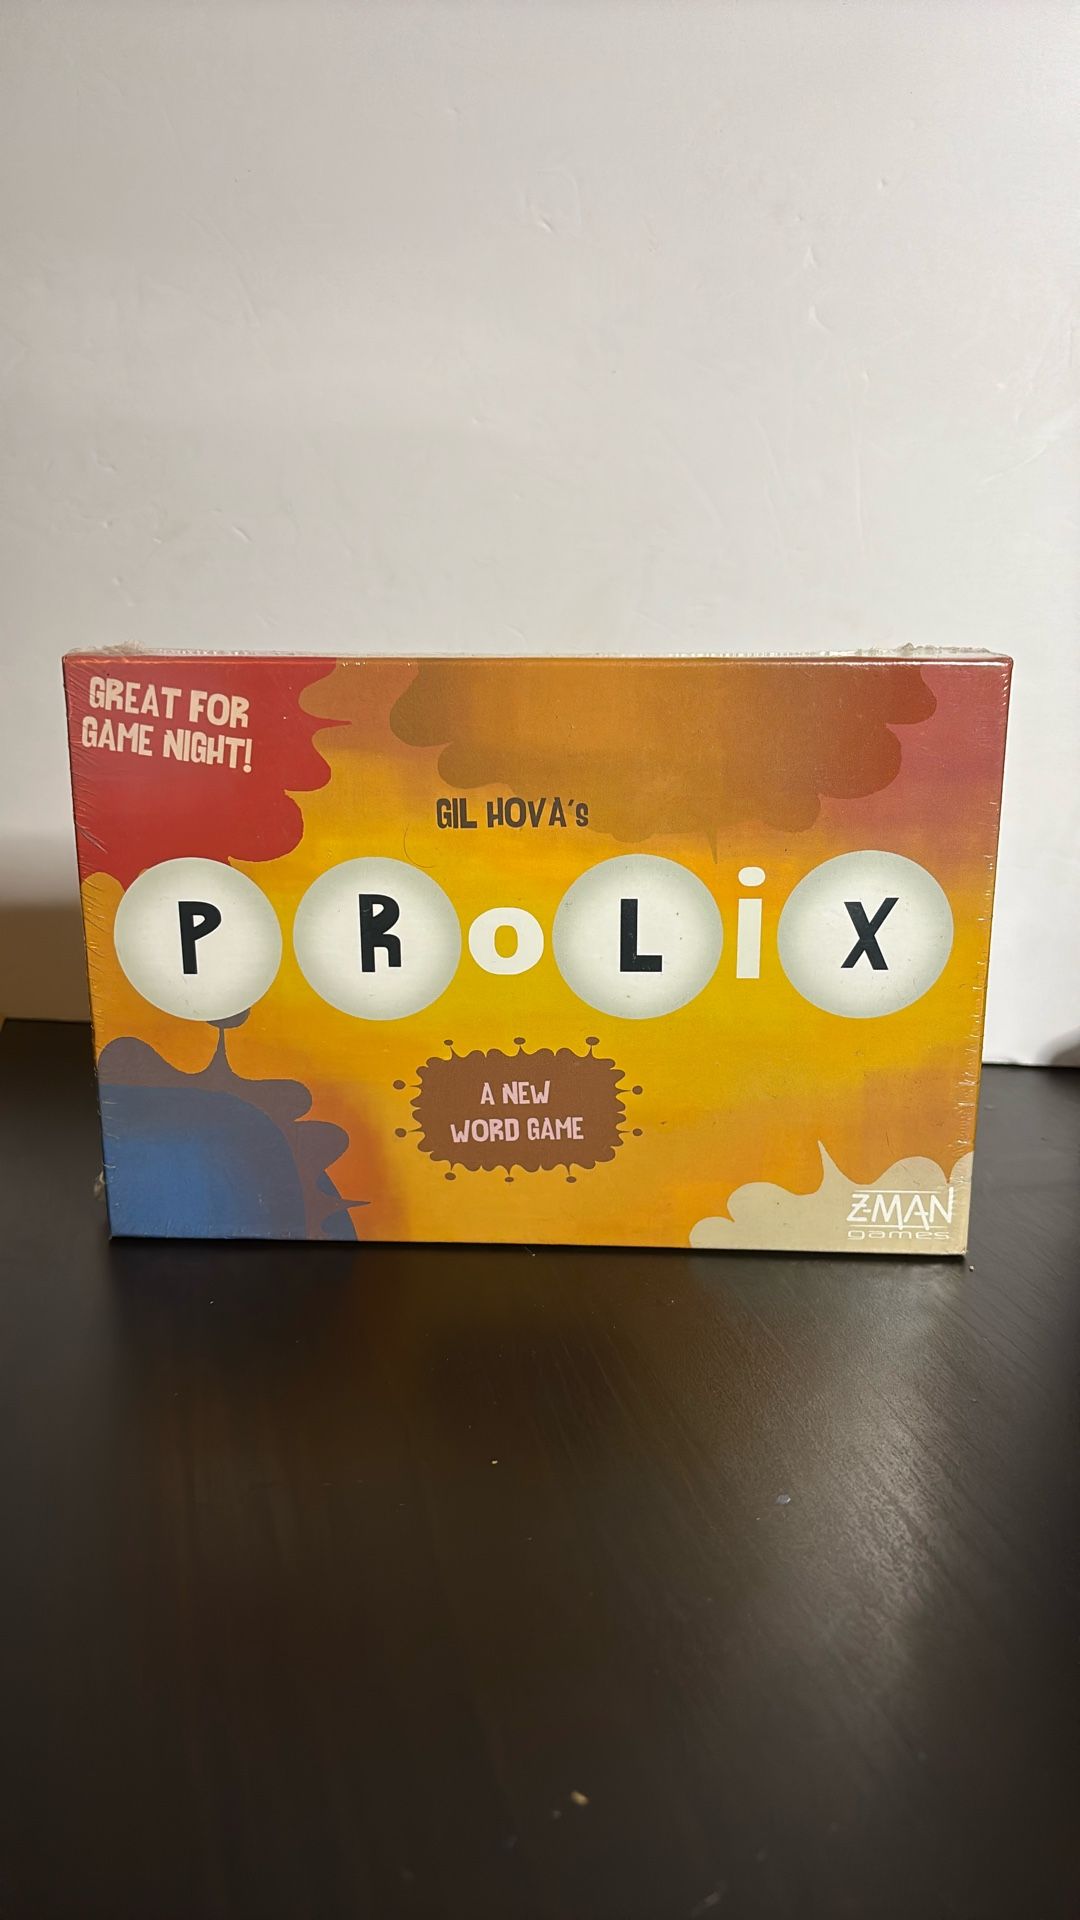 GREAT FOR
GAME NIGHT!
GIL HOVA's
PRoLiX
A NEW
WORD GAME
Z-MAN
games